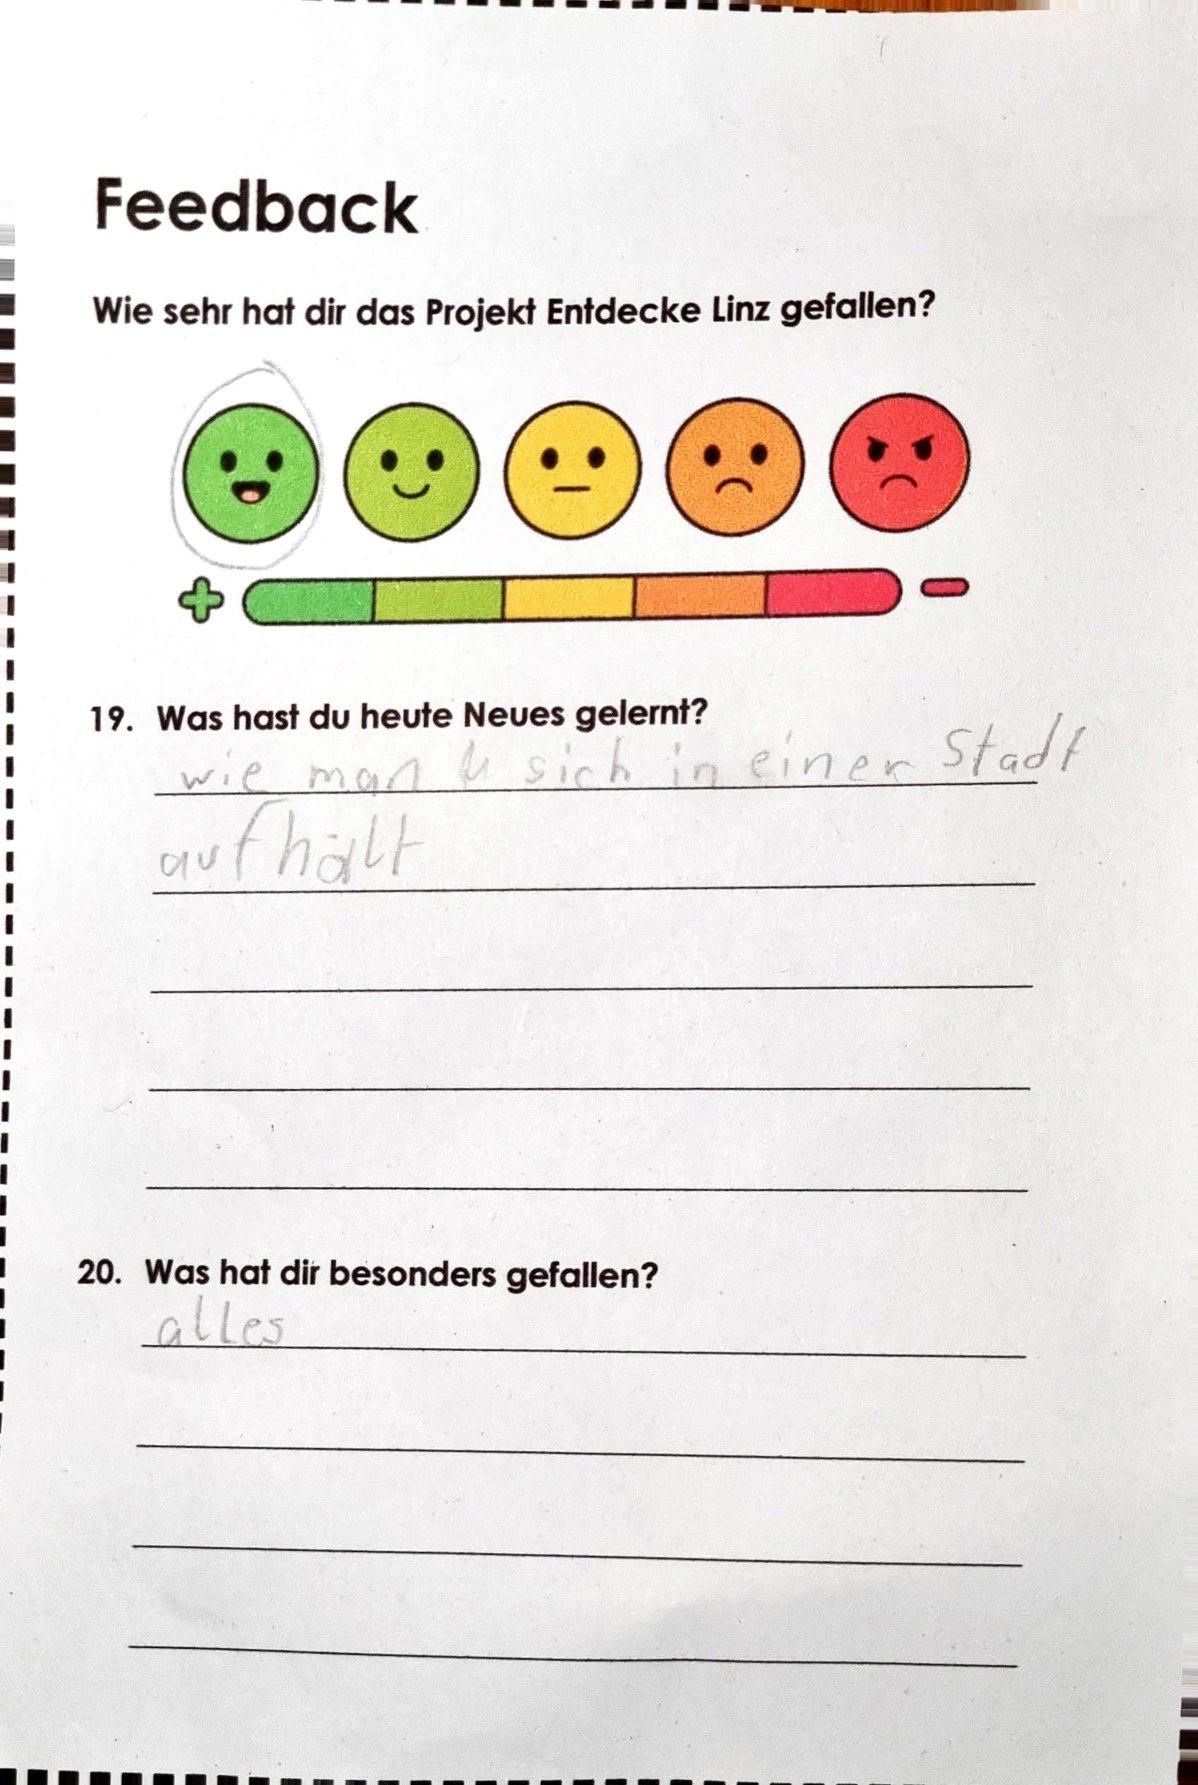 Feedback
Wie sehr hat dir das Projekt Entdecke Linz gefallen?
19. Was hast du heute Neues gelernt?
wie man sich in einer Stadt
aufhält
20. Was hat dir besonders gefallen?
alles